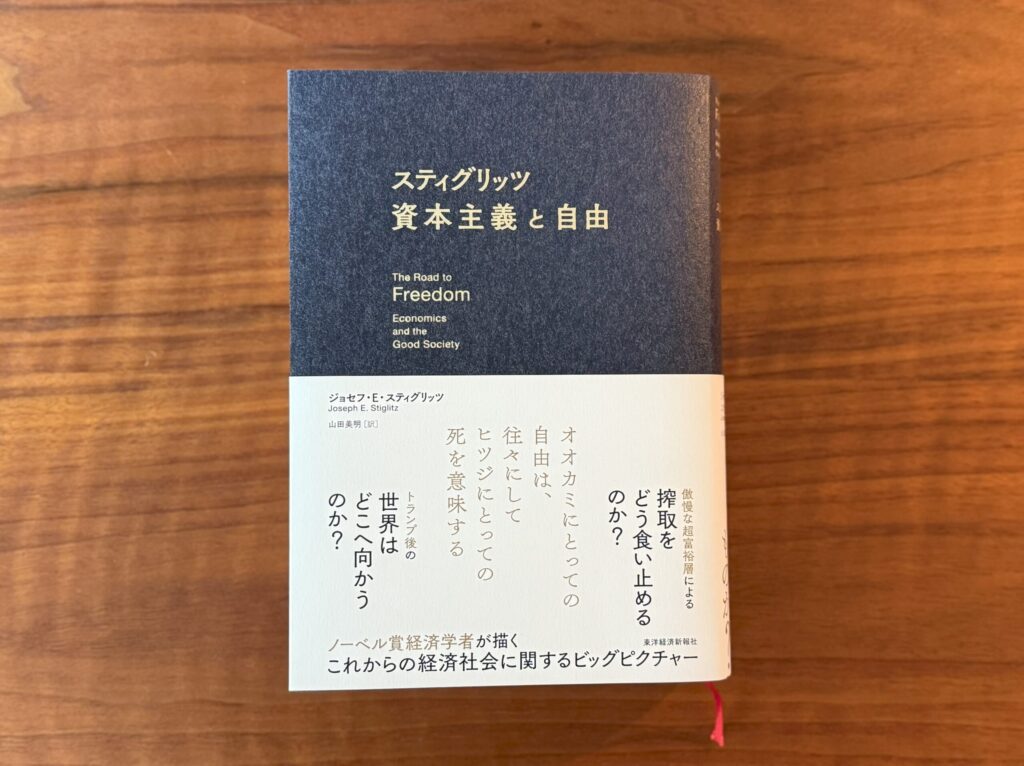 スティグリッツ
資本主義と自由
The Road to
Freedom
Economics
and the
Good Society
ジョセフ・E・スティグリッツ
Joseph E. Stiglitz
山田美明[訳]
傲慢な超富裕層による
搾取を
どう食い止める
のか?
オオカミにとっての
自由は、
往々にして
ヒツジにとっての
死を意味する
トランプ後の
世界は
どこへ向かう
のか?
東洋経済新報社
ノーベル賞経済学者が描く
これからの経済社会に関するビッグピクチャー